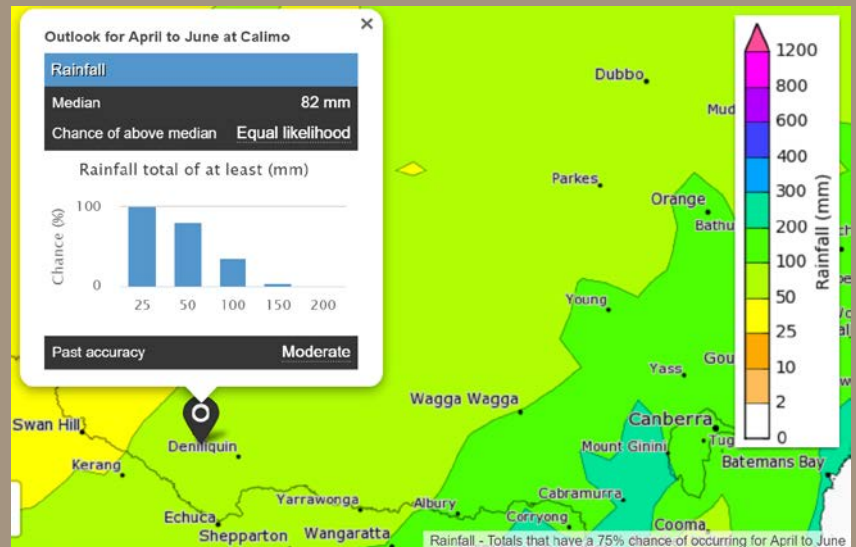 Outlook for April to June at Calimo
×
Rainfall
Median 82 mm
Chance of above median Equal likelihood
Rainfall total of at least (mm)
Chance (%)
100
0
25 50 100 150 200
Past accuracy Moderate
Dubbo
Mud
Parkes
Orange
Bathu
Young
Yass
Gou
Wagga Wagga
Canberra
Swan Hill
Deniliquin
Mount Ginini
Tug
Batemans Bay
Kerang
Cabramurra
Yarrawonga
Albury
Echuca
Corryong
Cooma
Shepparton
Wangaratta
1200
800
600
400
300
200
100
50
25
10
2
0
Rainfall (mm)
Rainfall - Totals that have a 75% chance of occurring for April to June